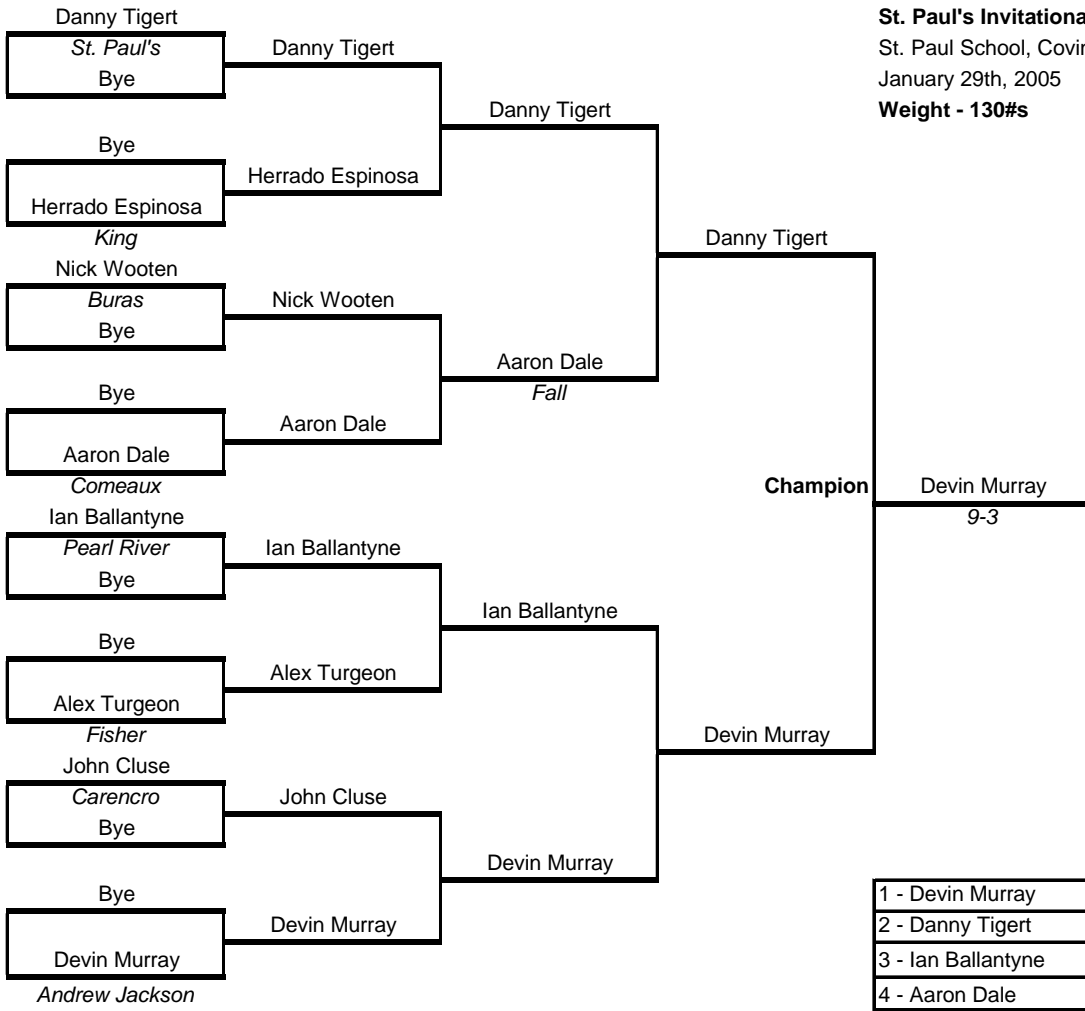 Danny Tigert
St. Paul's
Bye
Bye
Herrado Espinosa
King
Nick Wooten
Buras
Bye
Bye
Aaron Dale
Comeaux
Ian Ballantyne
Pearl River
Bye
Bye
Alex Turgeon
Fisher
John Cluse
Carencro
Bye
Bye
Devin Murray
Andrew Jackson
Danny Tigert
Herrado Espinosa
Nick Wooten
Aaron Dale
Ian Ballantyne
Alex Turgeon
John Cluse
Devin Murray
Danny Tigert
Aaron Dale
Fall
Ian Ballantyne
Devin Murray
Danny Tigert
Devin Murray
Champion
Devin Murray
9-3
St. Paul's Invitationa
St. Paul School, Covin
January 29th, 2005
Weight - 130#s
1 - Devin Murray
2 - Danny Tigert
3 - Ian Ballantyne
4 - Aaron Dale